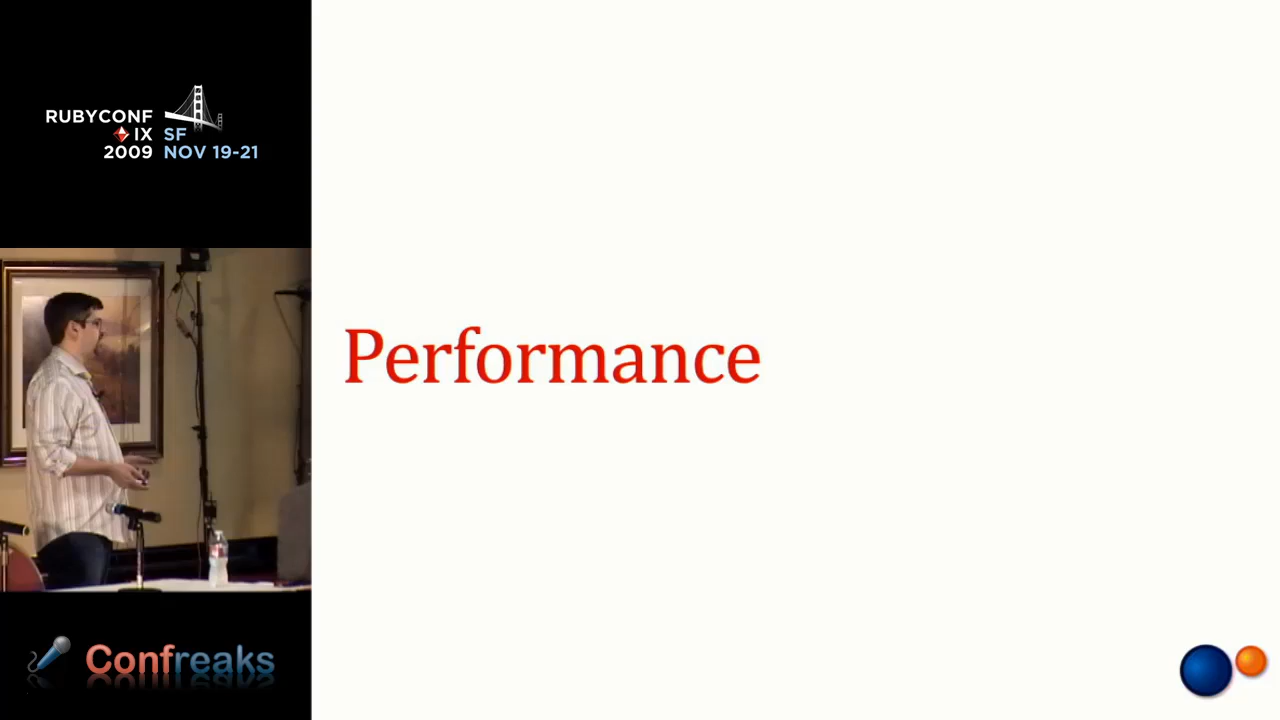 RUBYCONF
IX SF
2009 NOV 19-21
Performance
Confreaks